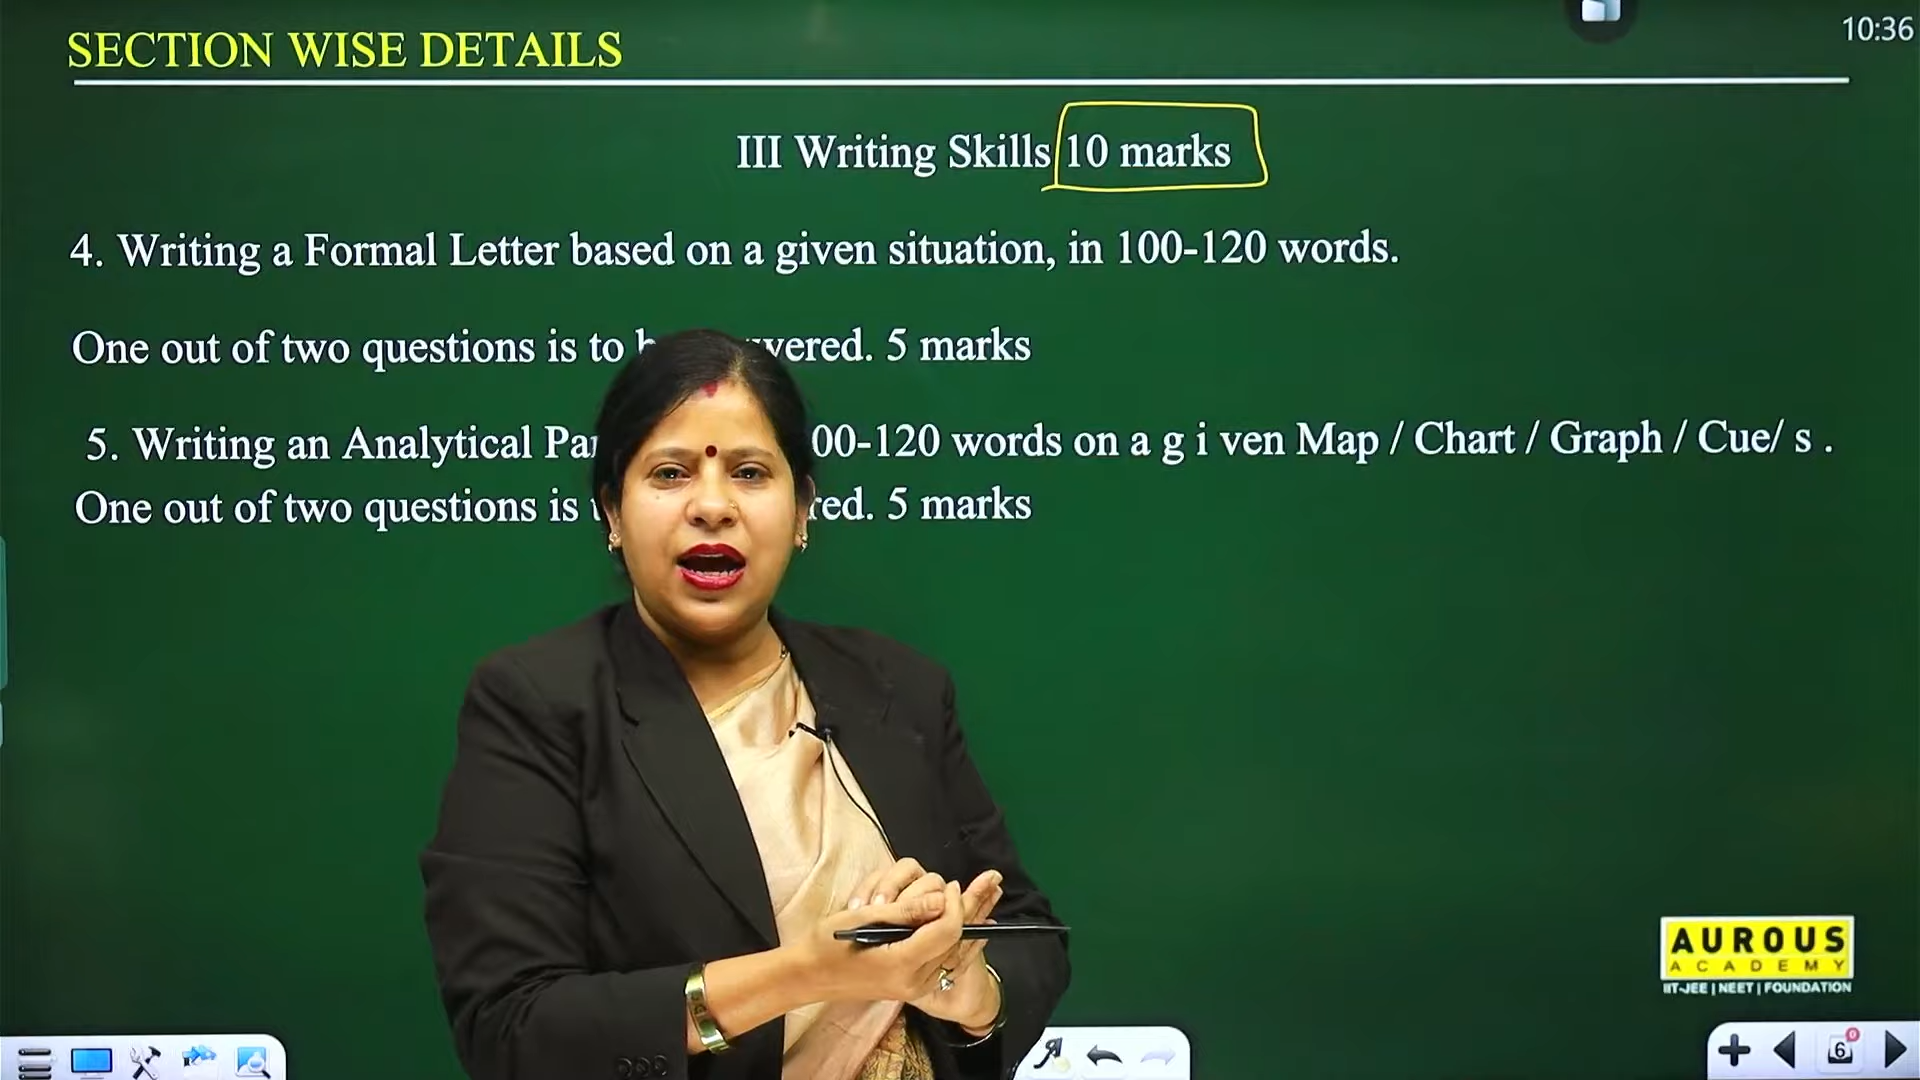 SECTION WISE DETAILS
10:36
III Writing Skills 10 marks
4. Writing a Formal Letter based on a given situation, in 100-120 words.
One out of two questions is to vered. 5 marks
5. Writing an Analytical 00-120 words on a g i ven Map / Chart / Graph / Cue/ s .
One out of two questions is red. 5 marks
AUROUS
ACADEMY
IIT-JEE | NEET | FOUNDATION
6
0